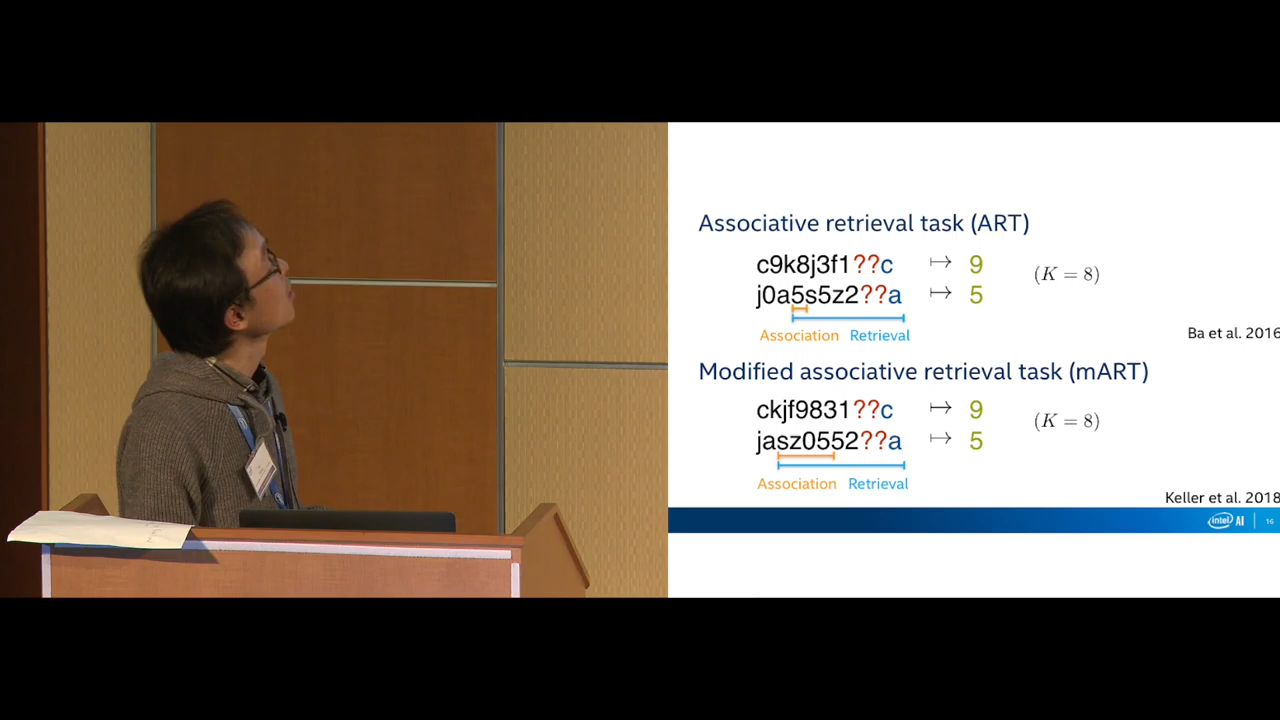 Associative retrieval task (ART)
c9k8j3f1??c ↦ 9
(K = 8)
j0a5s5z2??a ↦ 5
Association Retrieval
Ba et al. 2016
Modified associative retrieval task (mART)
ckjf9831??c ↦ 9
(K = 8)
jasz0552??a ↦ 5
Association Retrieval
Keller et al. 2018
intel AI 16